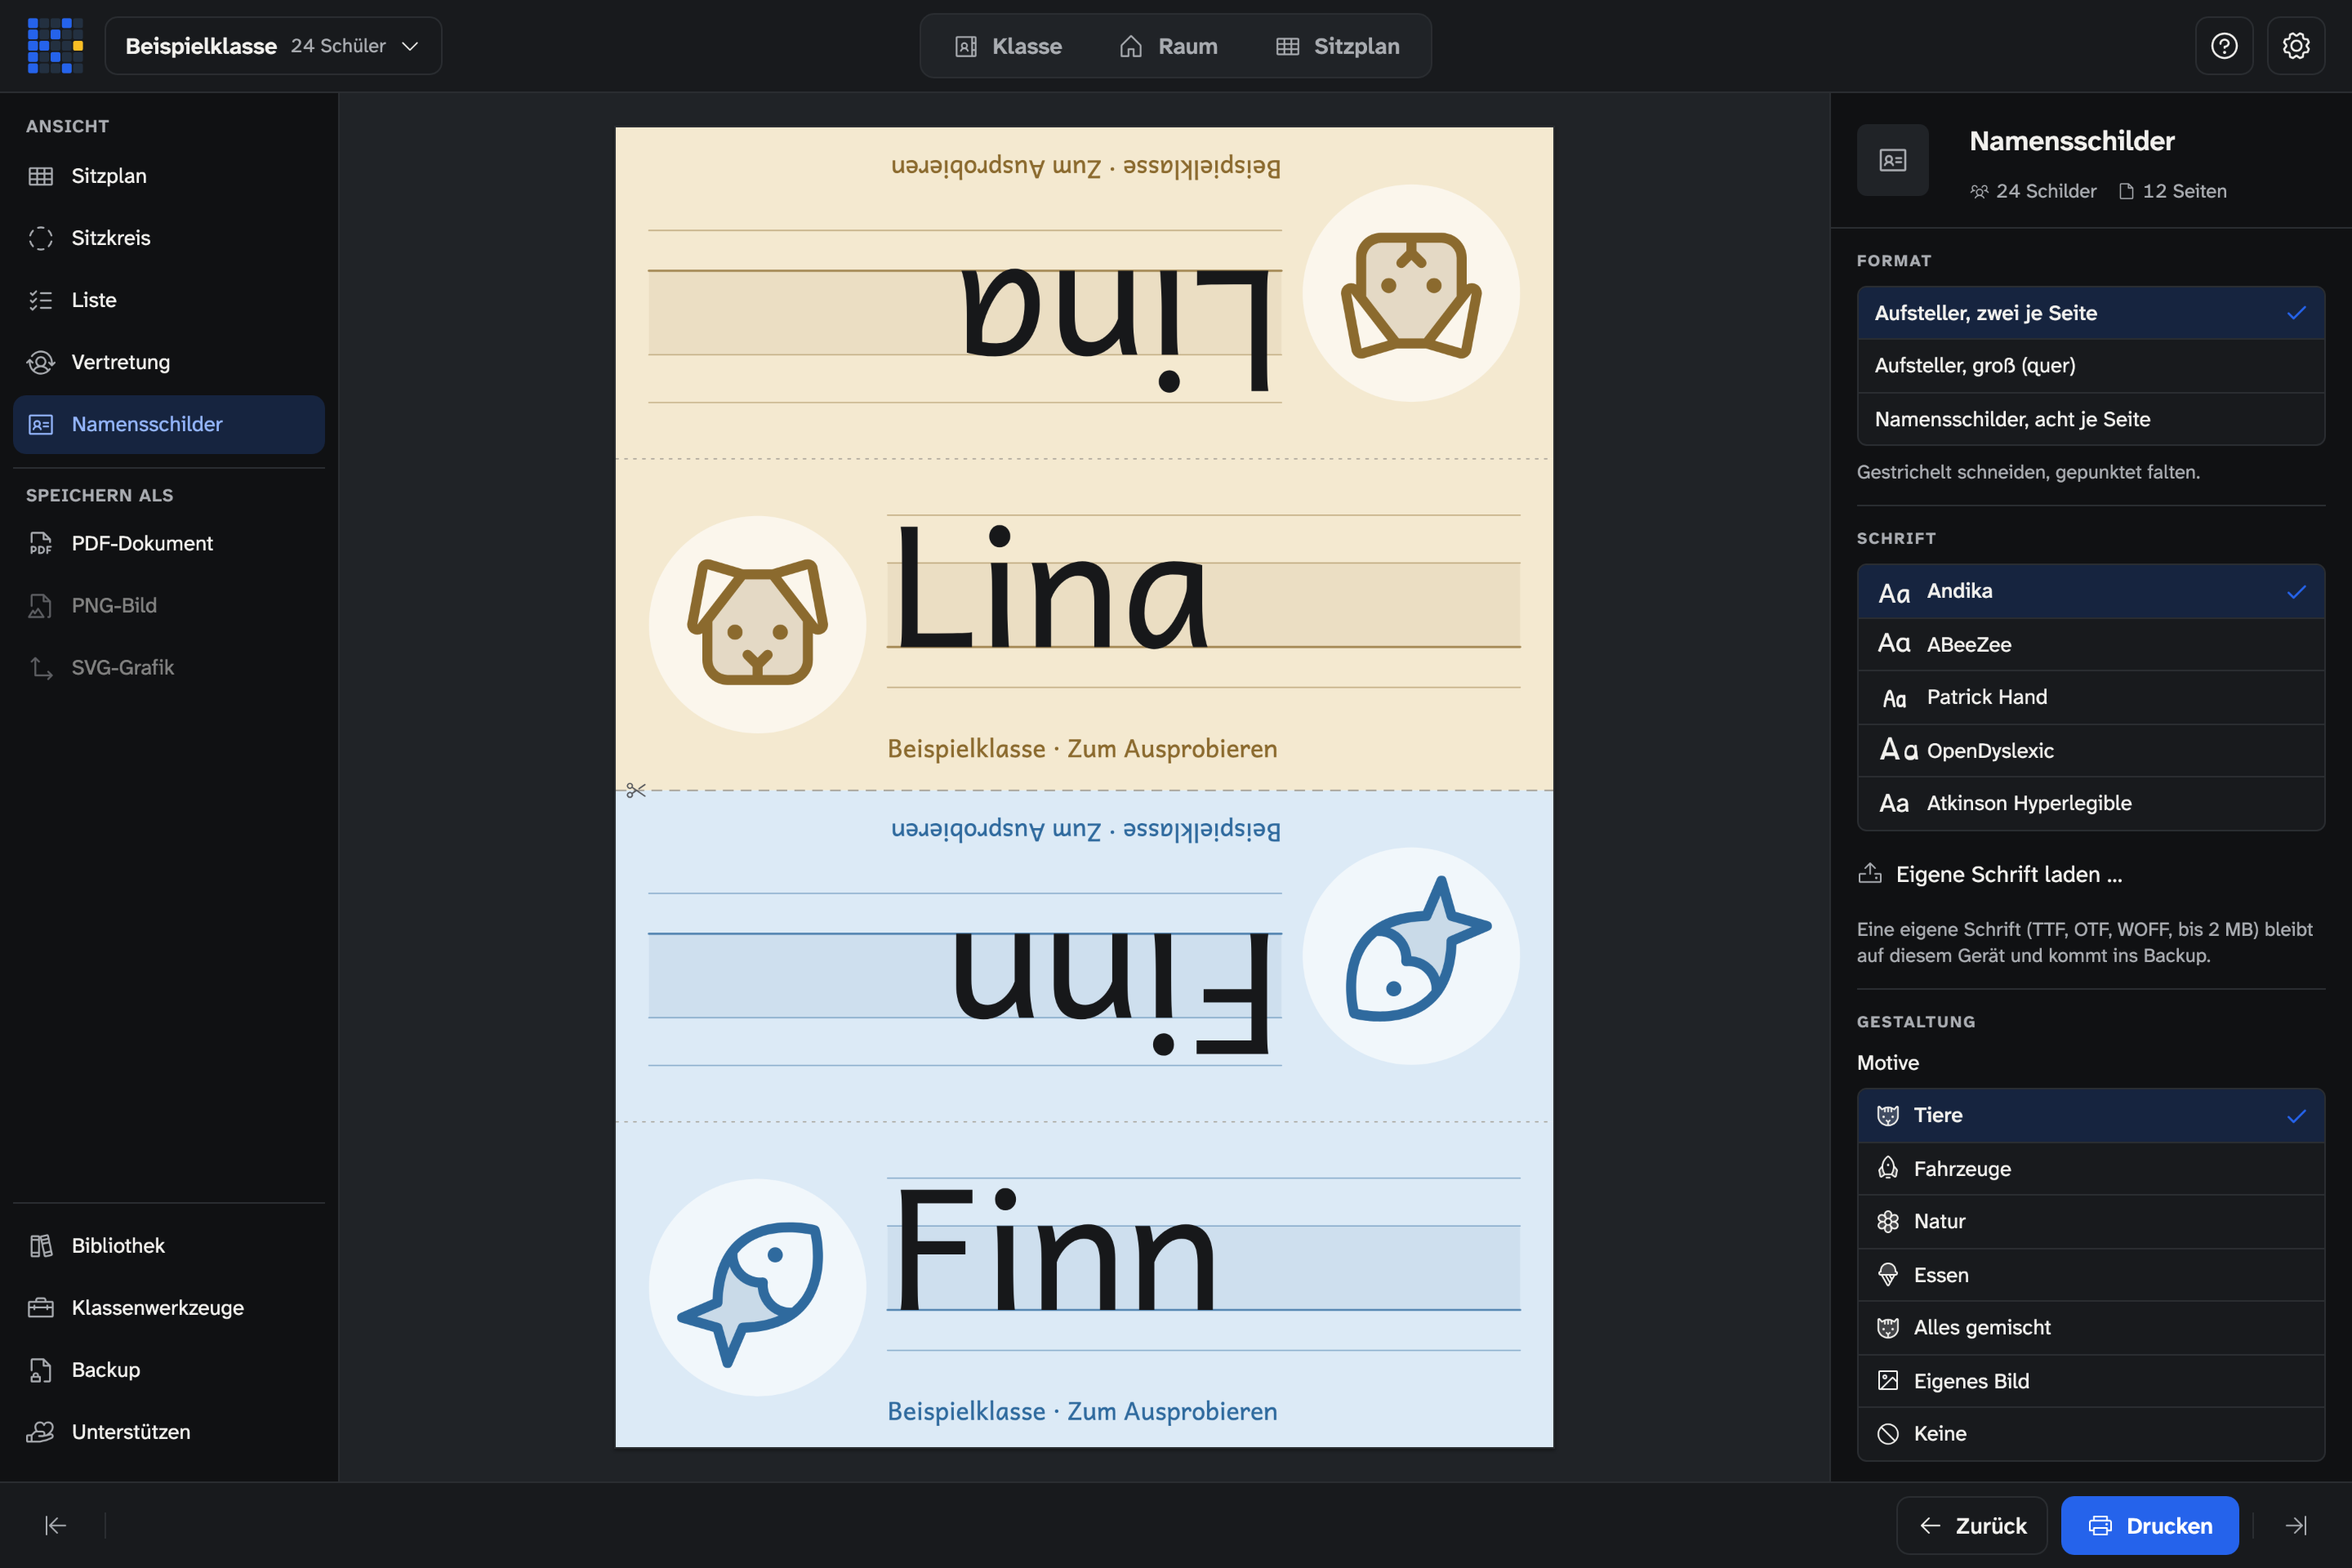 Beispielklasse 24 Schüler
Klasse
Raum
Sitzplan
ANSICHT
Sitzplan
Sitzkreis
Liste
Vertretung
Namensschilder
SPEICHERN ALS
PDF-Dokument
PNG-Bild
SVG-Grafik
Bibliothek
Klassenwerkzeuge
Backup
Unterstützen
Beispielklasse · Zum Ausprobieren
Lina
Lina
Beispielklasse · Zum Ausprobieren
Beispielklasse · Zum Ausprobieren
Finn
Finn
Beispielklasse · Zum Ausprobieren
Namensschilder
24 Schilder 12 Seiten
FORMAT
Aufsteller, zwei je Seite
Aufsteller, groß (quer)
Namensschilder, acht je Seite
Gestrichelt schneiden, gepunktet falten.
SCHRIFT
Aa Andika
Aa ABeeZee
Aa Patrick Hand
Aa OpenDyslexic
Aa Atkinson Hyperlegible
Eigene Schrift laden ...
Eine eigene Schrift (TTF, OTF, WOFF, bis 2 MB) bleibt
auf diesem Gerät und kommt ins Backup.
GESTALTUNG
Motive
Tiere
Fahrzeuge
Natur
Essen
Alles gemischt
Eigenes Bild
Keine
Zurück
Drucken